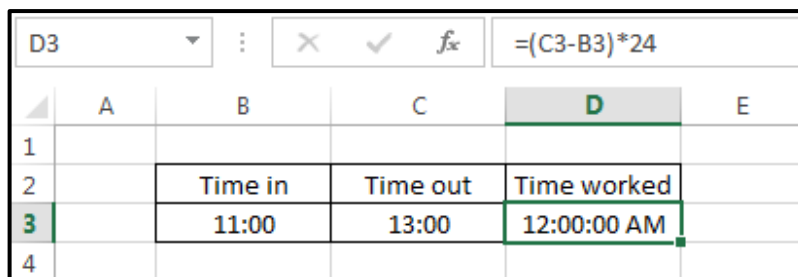 D3 fx =(C3-B3)*24
A B C D E
1
2 Time in Time out Time worked
3 11:00 13:00 12:00:00 AM
4